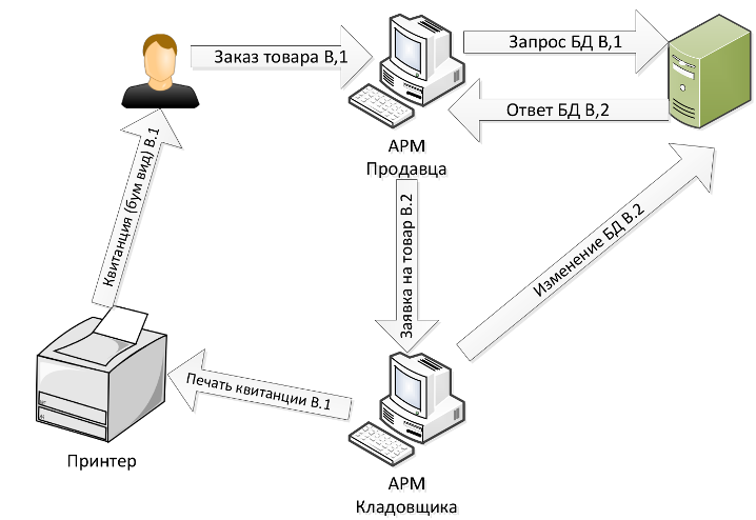 Заказ товара В,1
Запрос БД В,1
Ответ БД В,2
АРМ
Продавца
Квитанция (бум вид) В.1
Заявка на товар В.2
Изменение БД В.2
Печать квитанции В.1
Принтер
АРМ
Кладовщика